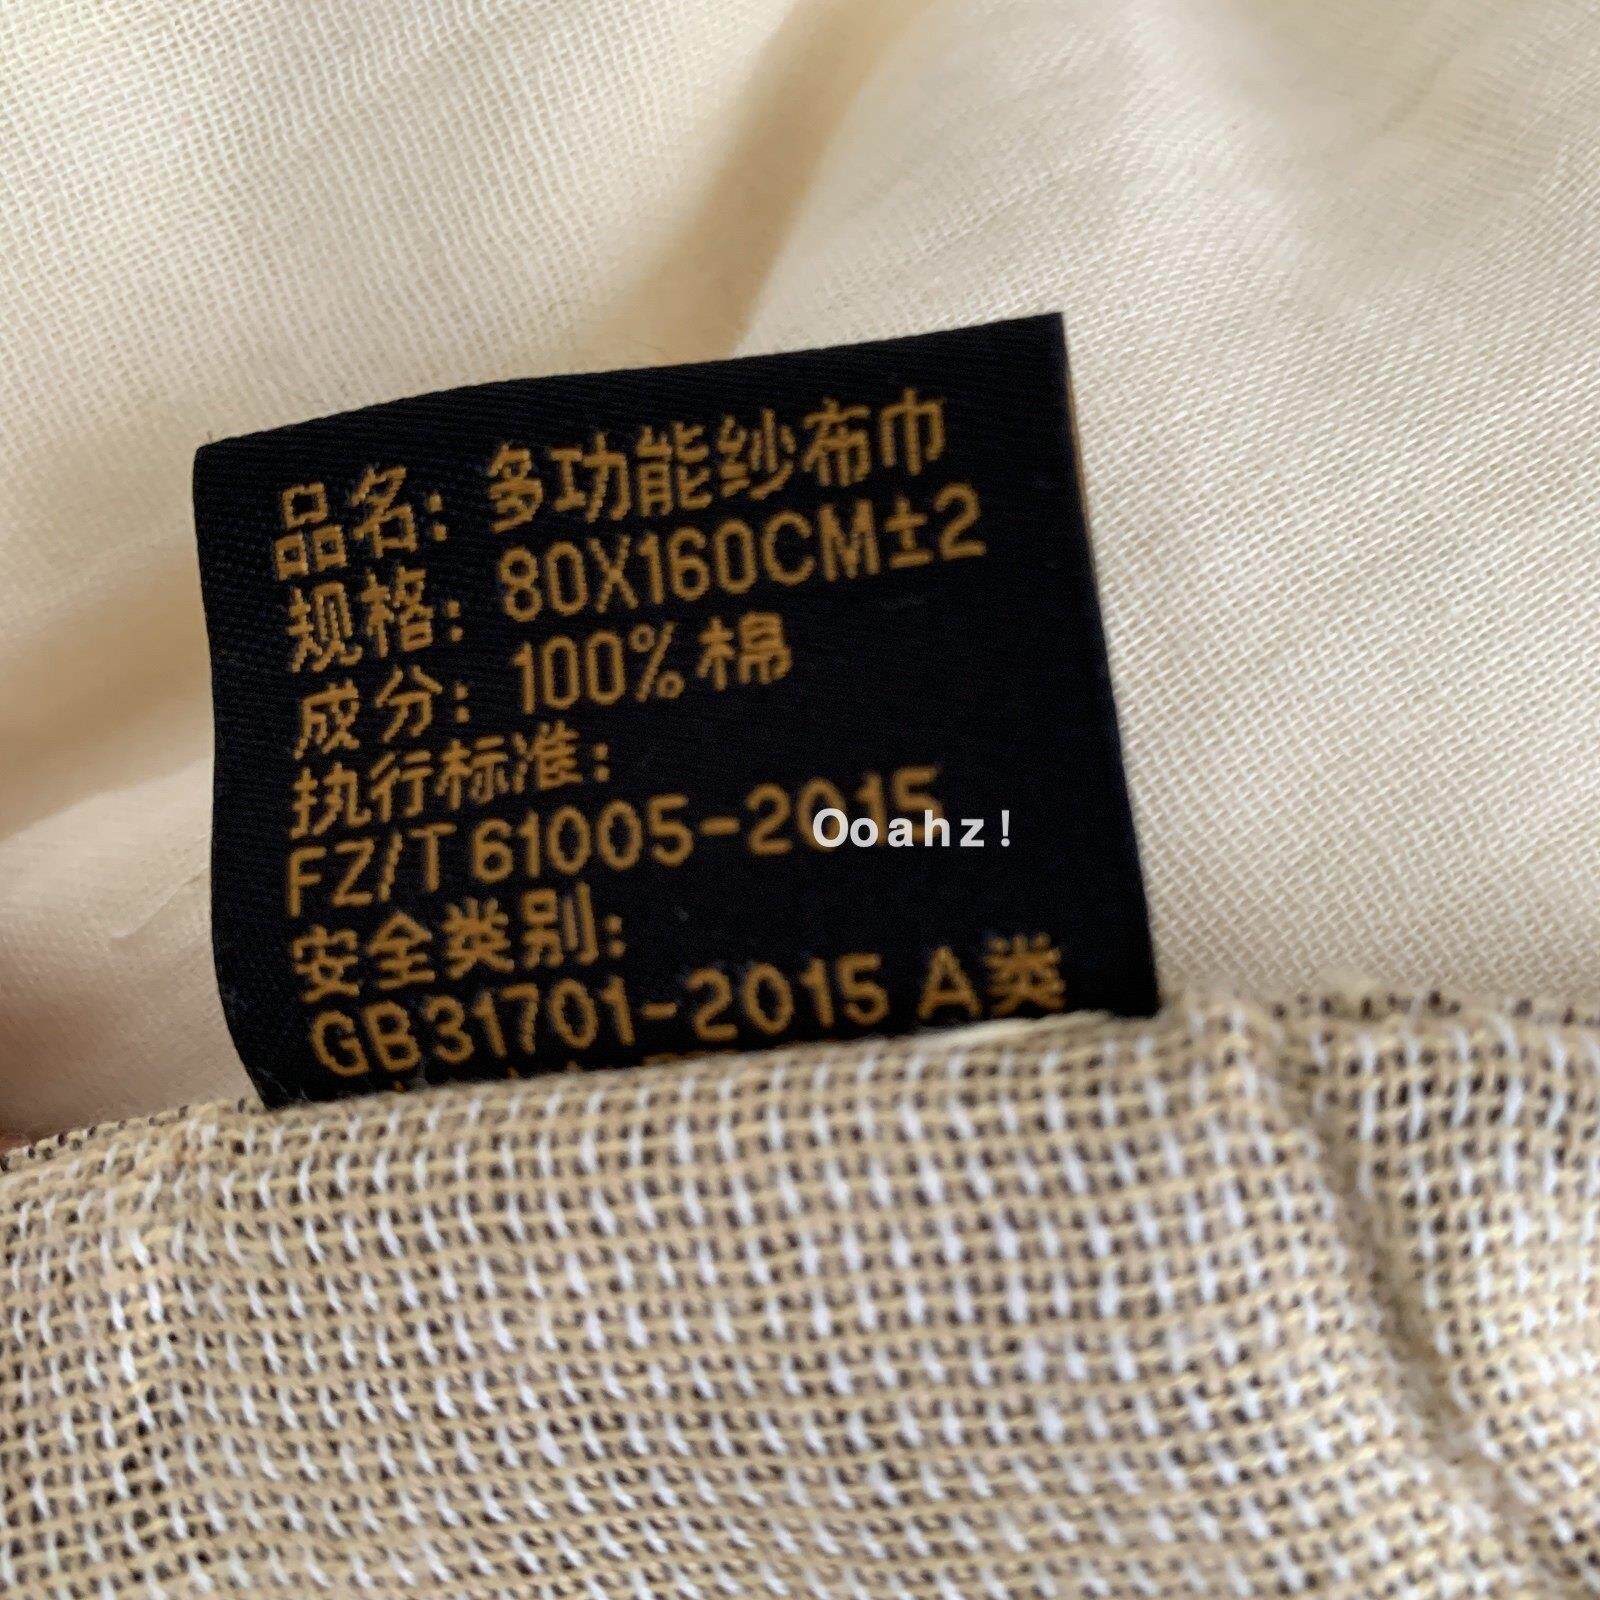 品名: 多功能纱布巾
规格: 80X160CM±2
成分: 100%棉
执行标准:
FZ/T 61005-2015
Ooahz!
安全类别:
GB31701-2015 A类